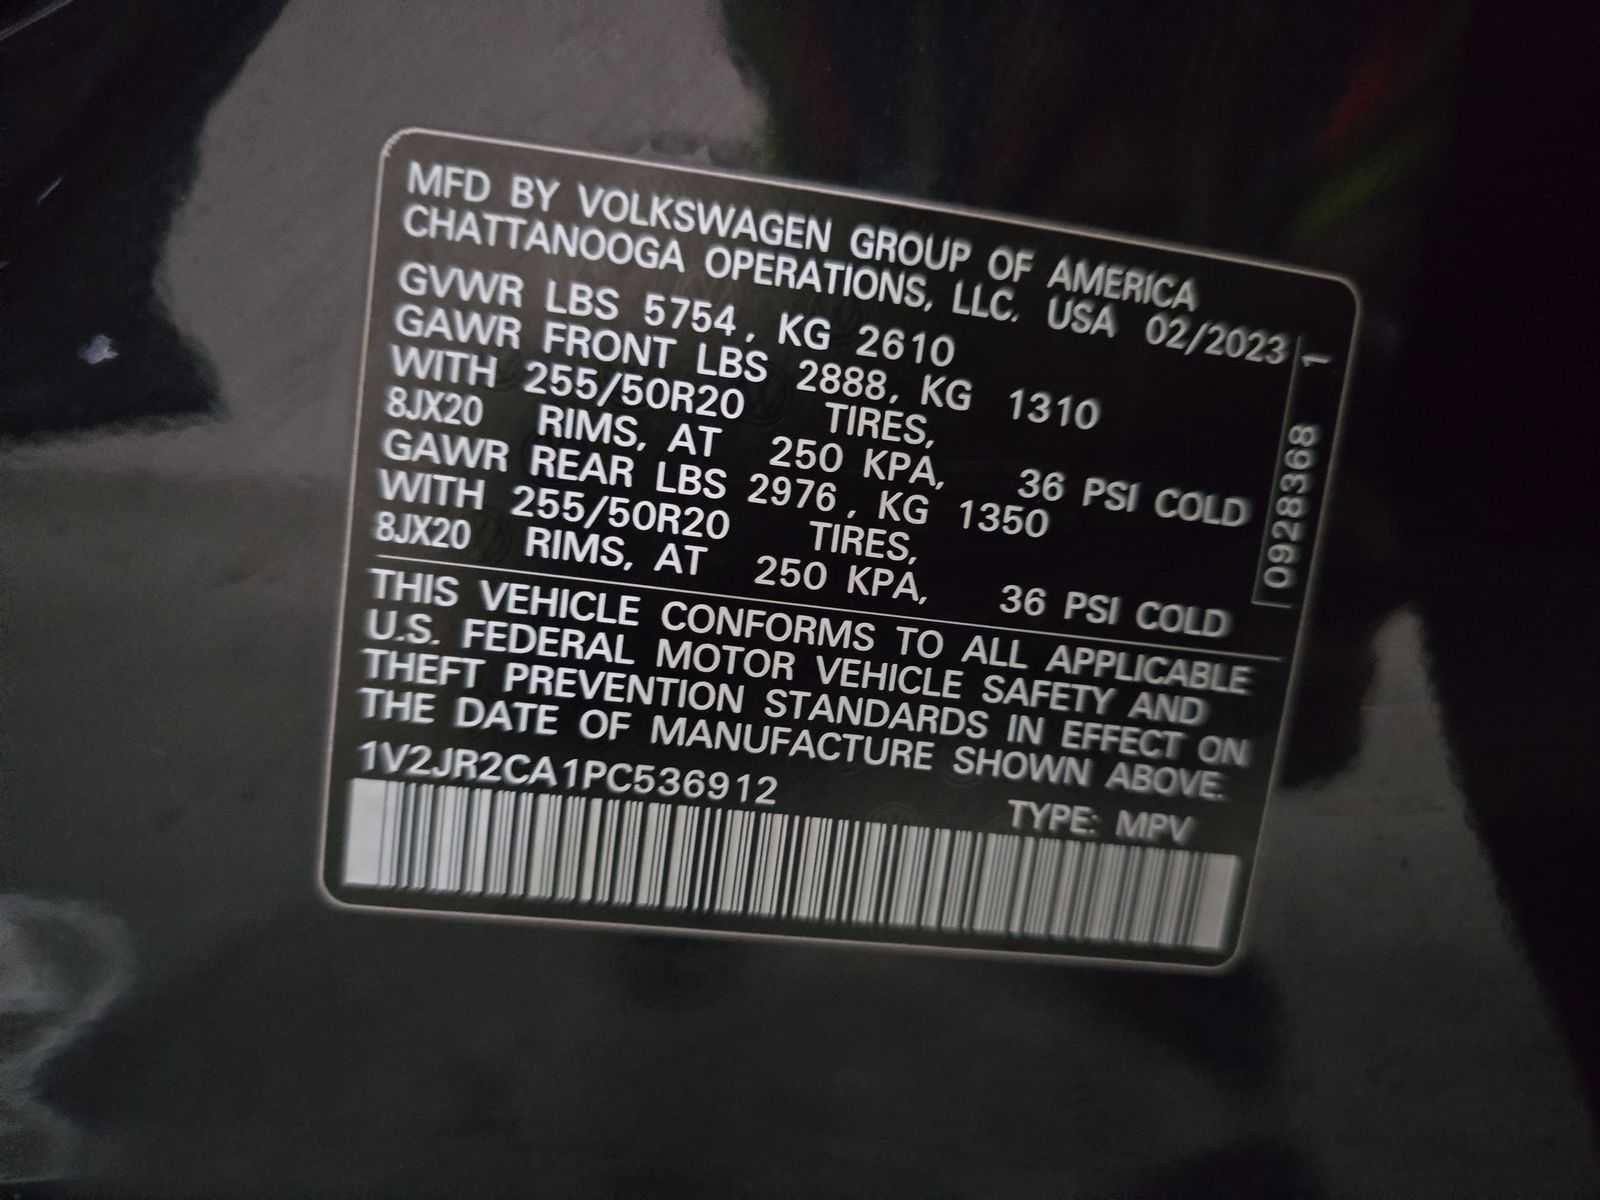 MFD BY VOLKSWAGEN GROUP OF AMERICA
CHATTANOOGA OPERATIONS, LLC. USA 02/2023
GVWR LBS 5754, KG 2610
GAWR FRONT LBS 2888, KG 1310
WITH 255/50R20 TIRES,
8JX20 RIMS, AT 250 KPA, 36 PSI COLD
GAWR REAR LBS 2976, KG 1350
WITH 255/50R20 TIRES,
8JX20 RIMS, AT 250 KPA, 36 PSI COLD
THIS VEHICLE CONFORMS TO ALL APPLICABLE
U.S. FEDERAL MOTOR VEHICLE SAFETY AND
THEFT PREVENTION STANDARDS IN EFFECT ON
THE DATE OF MANUFACTURE SHOWN ABOVE.
1V2JR2CA1PC536912
TYPE: MPV
0928368 1